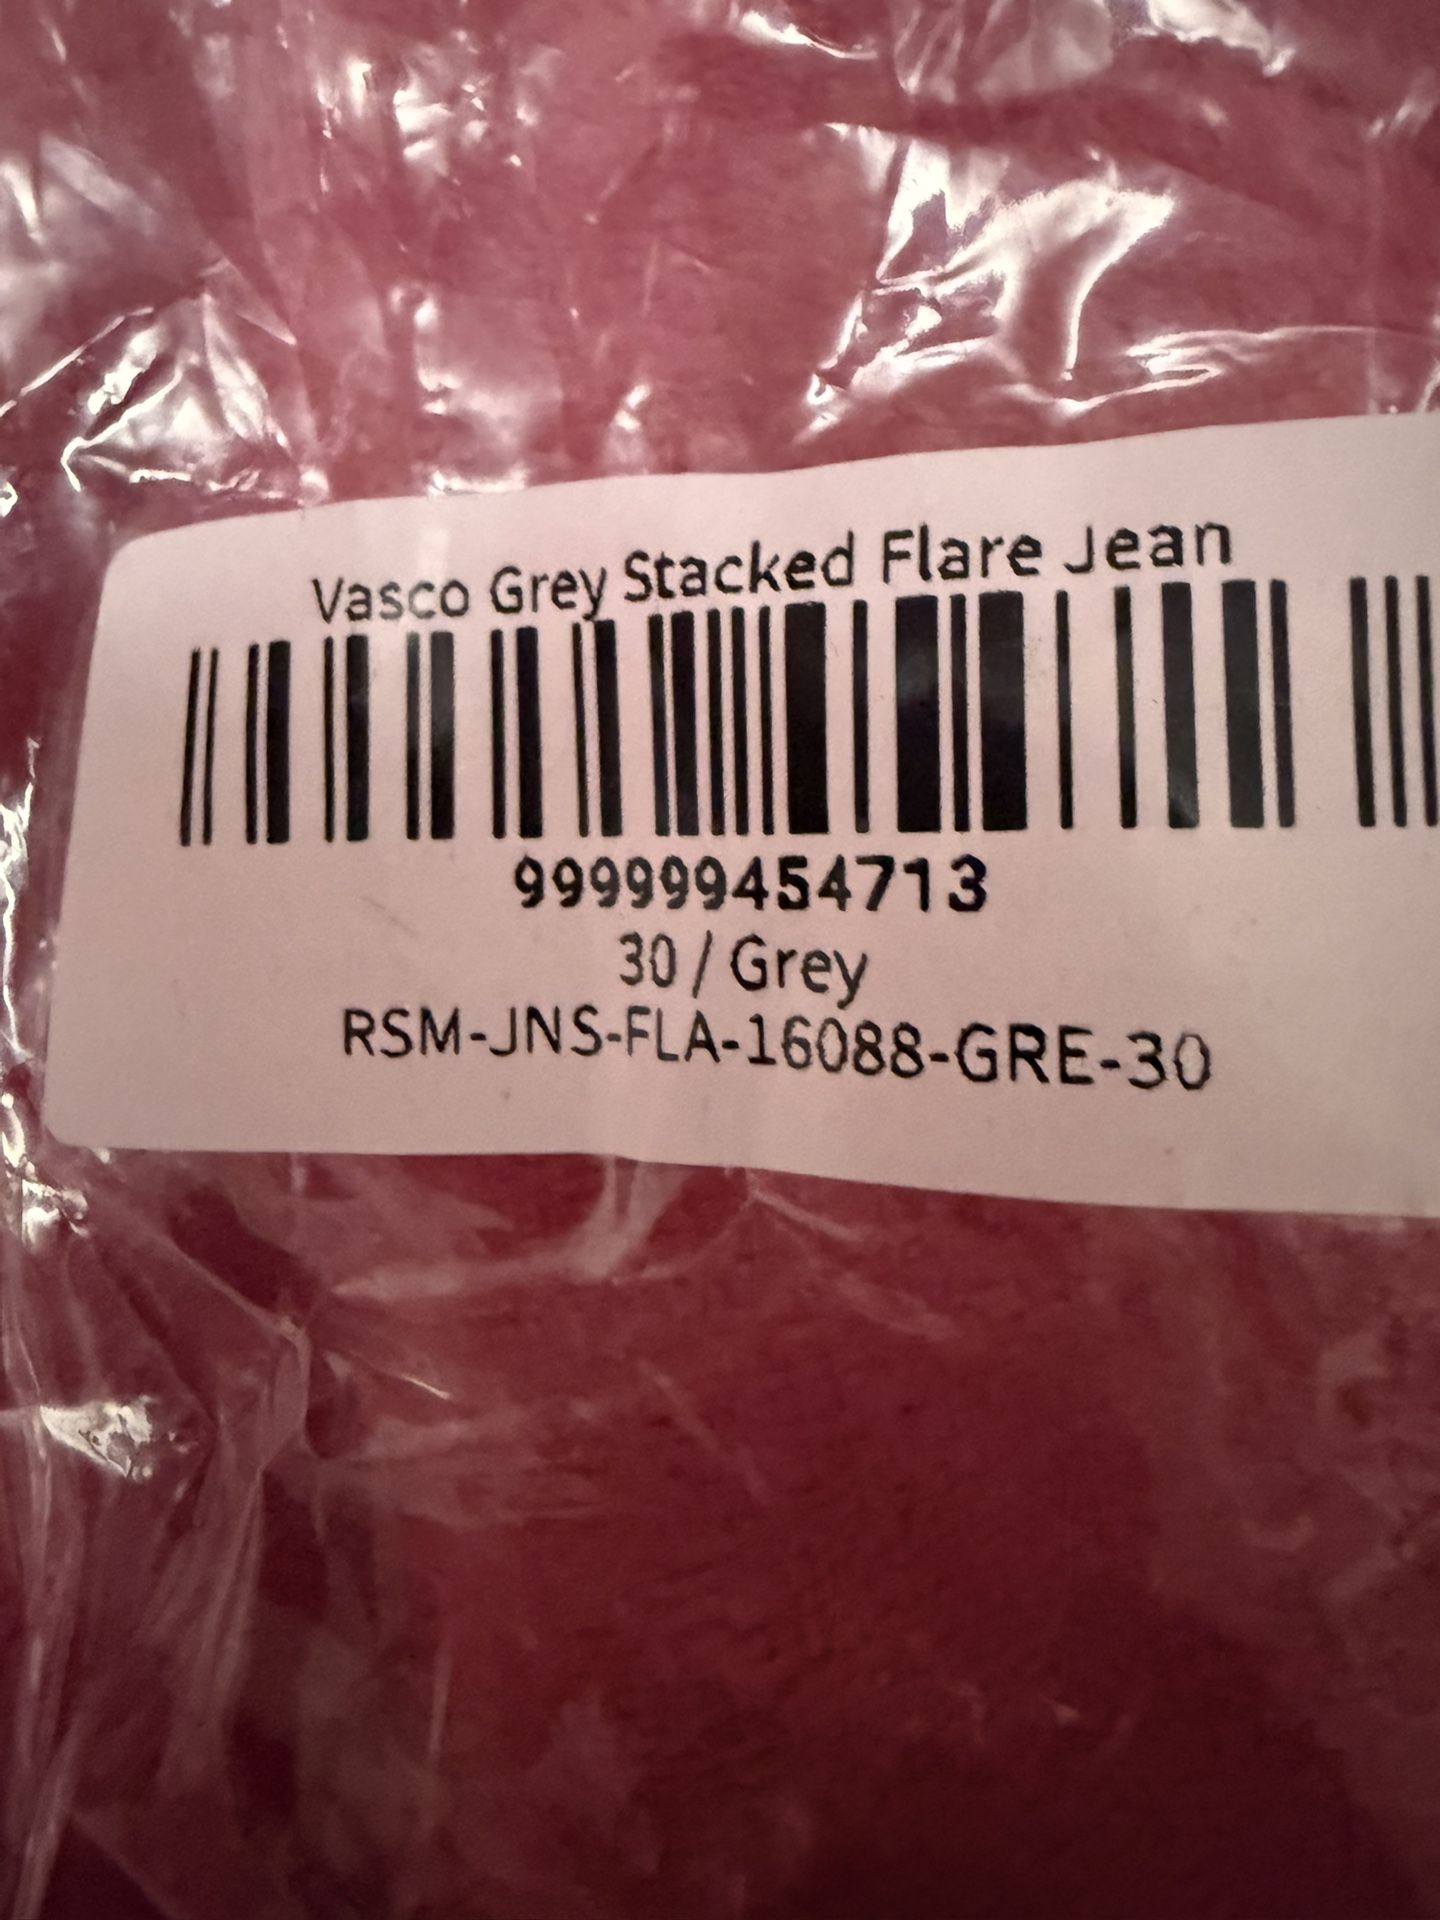 Vasco Grey Stacked Flare Jean
999999454713
30 / Grey
RSM-JNS-FLA-16088-GRE-30